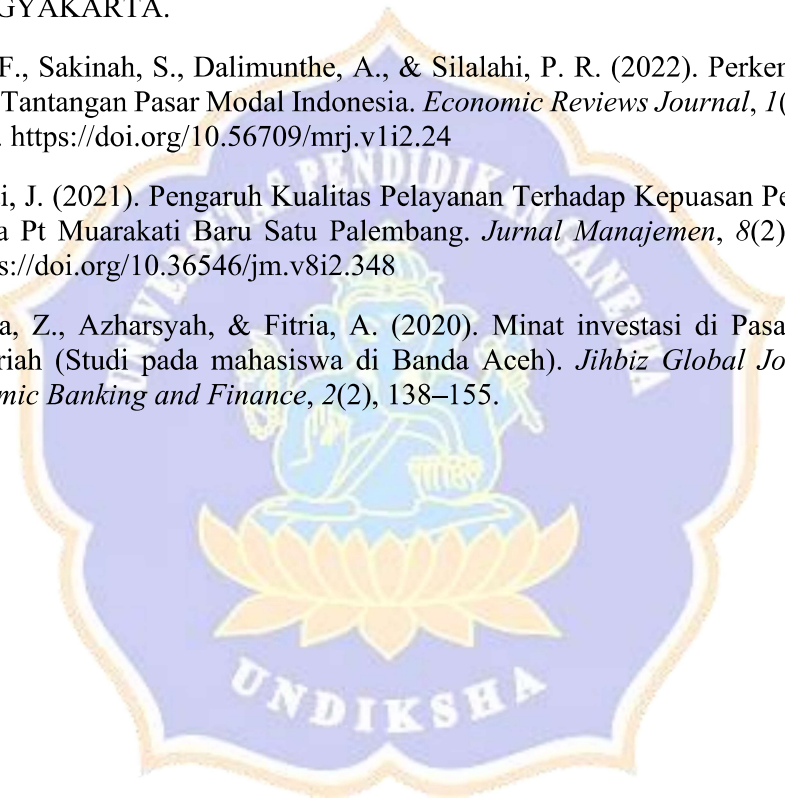 GYAKARTA.
F., Sakinah, S., Dalimunthe, A., & Silalahi, P. R. (2022). Perken
Tantangan Pasar Modal Indonesia. Economic Reviews Journal, 1(
. https://doi.org/10.56709/mrj.v1i2.24
i, J. (2021). Pengaruh Kualitas Pelayanan Terhadap Kepuasan Pe
a Pt Muarakati Baru Satu Palembang. Jurnal Manajemen, 8(2)
s://doi.org/10.36546/jm.v8i2.348
a, Z., Azharsyah, & Fitria, A. (2020). Minat investasi di Pasa
riah (Studi pada mahasiswa di Banda Aceh). Jihbiz Global Jo
mic Banking and Finance, 2(2), 138–155.
UNIVERSITAS PENDIDIKAN GANESHA
UNDIKSHA